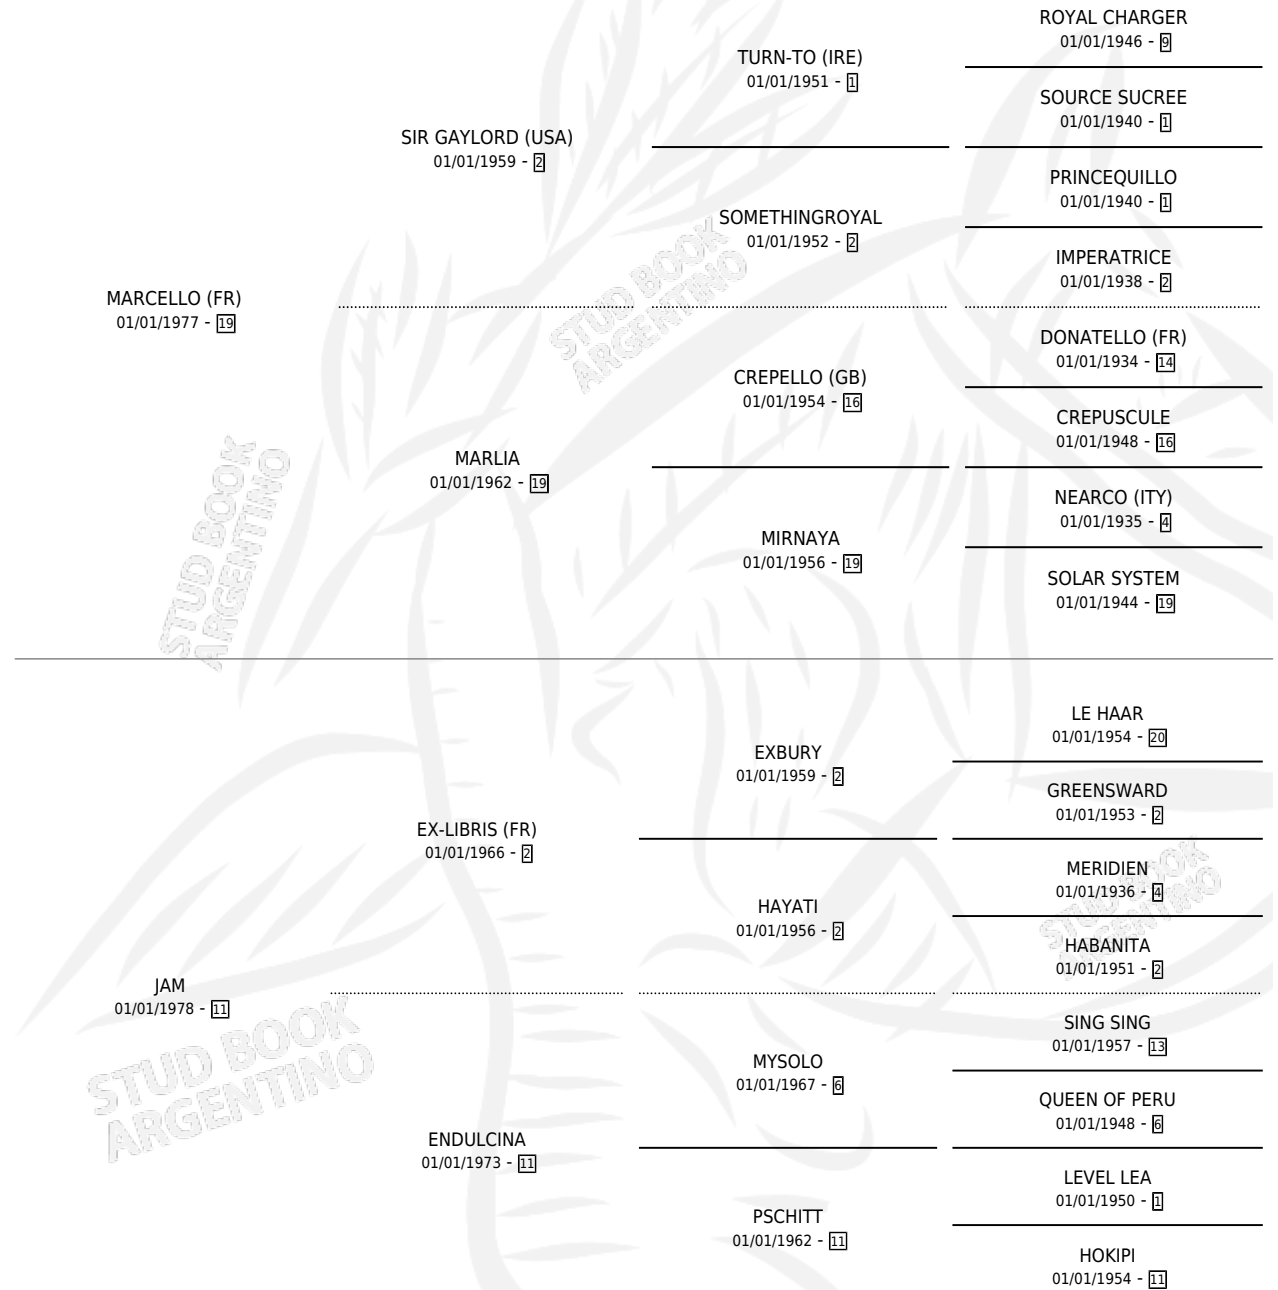 ROYAL CHARGER
01/01/1946 - 9
TURN-TO (IRE)
01/01/1951 - 1
SOURCE SUCREE
01/01/1940 - 1
SIR GAYLORD (USA)
01/01/1959 - 2
PRINCEQUILLO
01/01/1940 - 1
SOMETHINGROYAL
01/01/1952 - 2
IMPERATRICE
01/01/1938 - 2
MARCELLO (FR)
01/01/1977 - 19
DONATELLO (FR)
01/01/1934 - 14
CREPELLO (GB)
01/01/1954 - 16
CREPUSCULE
01/01/1948 - 16
MARLIA
01/01/1962 - 19
NEARCO (ITY)
01/01/1935 - 4
MIRNAYA
01/01/1956 - 19
SOLAR SYSTEM
01/01/1944 - 19
LE HAAR
01/01/1954 - 20
EXBURY
01/01/1959 - 2
GREENSWARD
01/01/1953 - 2
EX-LIBRIS (FR)
01/01/1966 - 2
MERIDIEN
01/01/1936 - 4
HAYATI
01/01/1956 - 2
HABANITA
01/01/1951 - 2
JAM
01/01/1978 - 11
SING SING
01/01/1957 - 13
MYSOLO
01/01/1967 - 6
QUEEN OF PERU
01/01/1948 - 6
ENDULCINA
01/01/1973 - 11
LEVEL LEA
01/01/1950 - 1
PSCHITT
01/01/1962 - 11
HOKIPI
01/01/1954 - 11
STUD BOOK
ARGENTINO
STUD BOOK
ARGENTINO
STUD BOOK
ARGENTINO
STUD BOOK
ARGENTINO